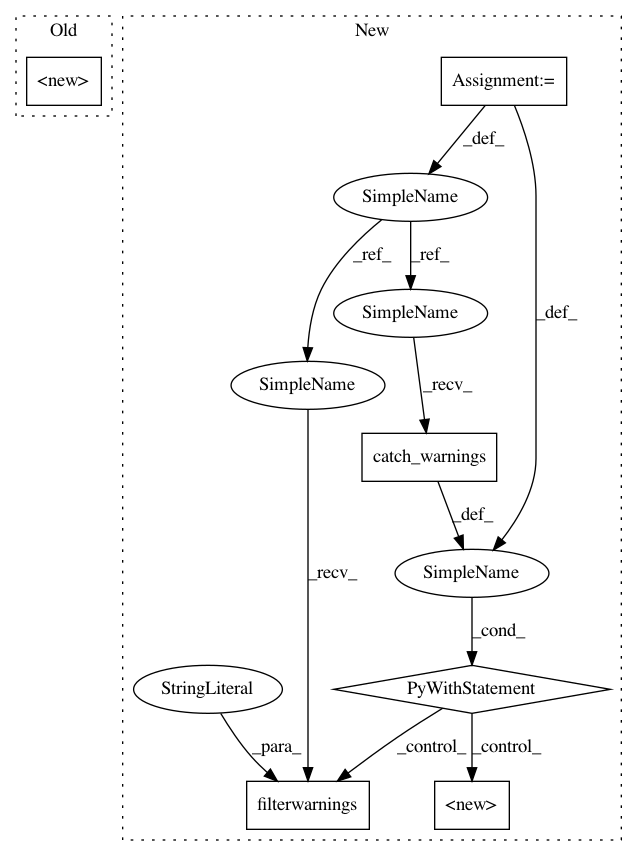 Old
New
<new>
Assignment:=
_def_
SimpleName
_ref_
_ref_
SimpleName
_def_
SimpleName
_recv_
catch_warnings
_def_
_recv_
SimpleName
_cond_
StringLiteral
PyWithStatement
_para_
_control_
_control_
filterwarnings
<new>